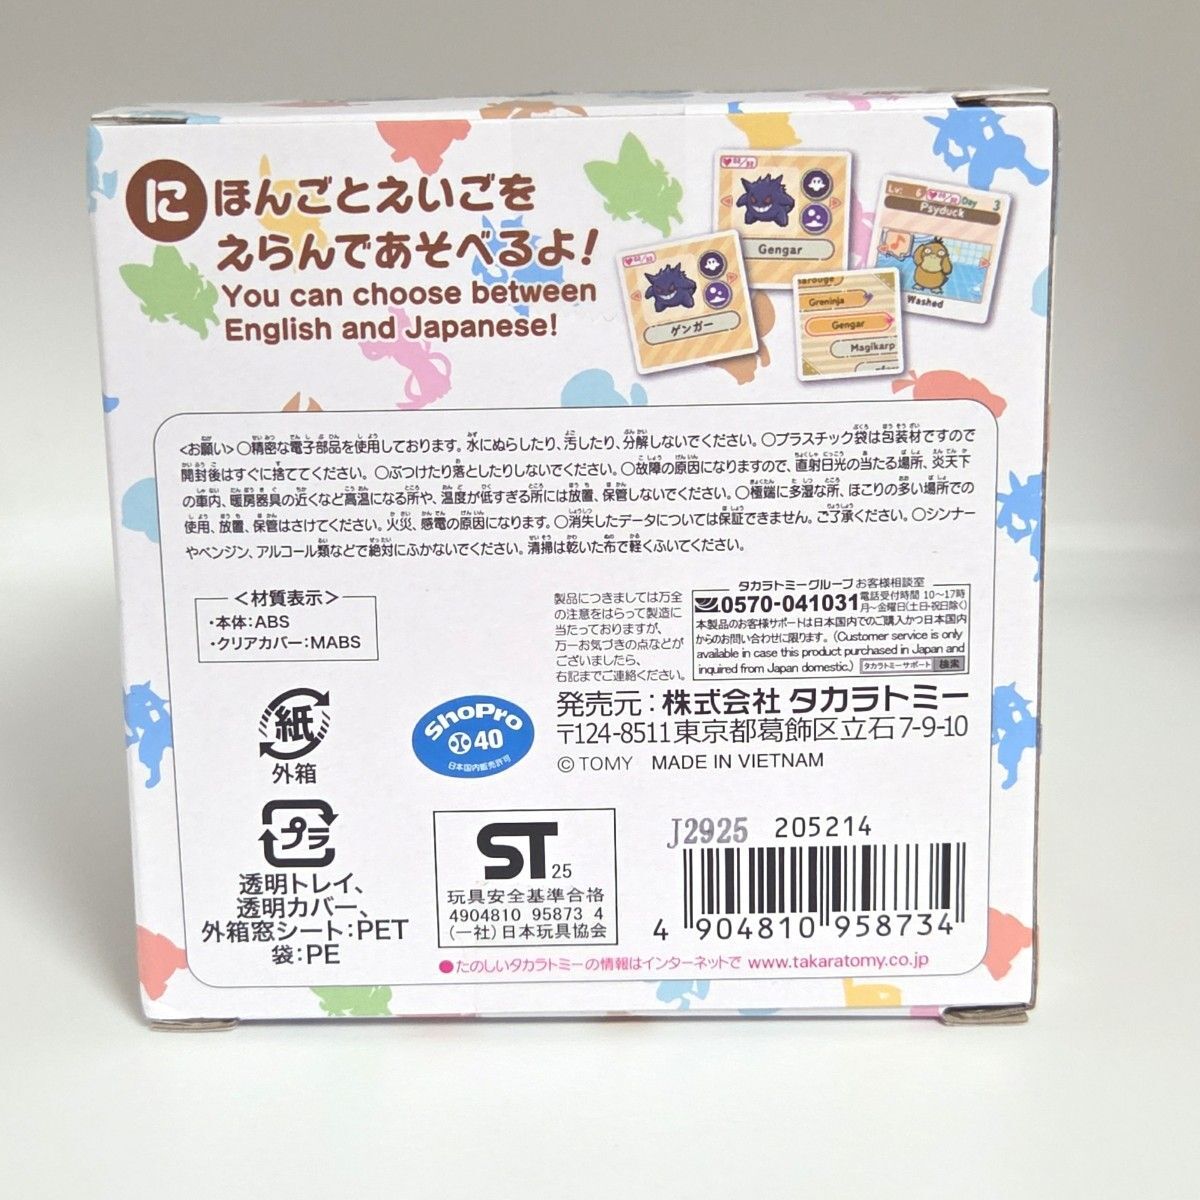 にほんごとえいごを
えらんであそべるよ!
You can choose between
English and Japanese!
Gengar
ゲンガー
Greninja
Gengar
Magikarp
Lv. 6
Day 3
Psyduck
Washed
<お願い>○精密な電子部品を使用しております。水にぬらしたり、汚したり、分解しないでください。○プラスチック袋は包装材ですので
開封後はすぐに捨ててください。○ぶつけたり落としたりしないでください。○故障の原因になりますので、直射日光の当たる場所、炎天下
の車内、暖房器具の近くなど高温になる所や、温度が低すぎる所には放置、保管しないでください。○極端に多湿な所、ほこりの多い場所での
使用、放置、保管はさけてください。火災、感電の原因になります。○消失したデータについては保証できません。ご了承ください。○シンナー
やベンジン、アルコール類などで絶対にふかないでください。清掃は乾いた布で軽くふいてください。
<材質表示>
・本体:ABS
・クリアカバー:MABS
製品につきましては万全
の注意をはらって製造に
当たっておりますが、
万一お気づきの点などが
ございましたら、
右記までご連絡ください。
タカラトミーグループ お客様相談室
0570-041031
電話受付時間 10〜17時
月〜金曜日(土日・祝日除く)
本製品のお客様サポートは日本国内でのご購入かつ日本国内
からのお問い合わせに限ります。(Customer service is only
available in case this product purchased in Japan and
inquired from Japan domestic.) タカラトミーサポート 検索
発売元:株式会社 タカラトミー
〒124-8511 東京都葛飾区立石7-9-10
© TOMY MADE IN VIETNAM
紙
外箱
ShoPro
40
日本国内販売許可
プラ
透明トレイ、
透明カバー、
外箱窓シート:PET
袋:PE
ST 25
玩具安全基準合格
4904810 95873 4
(一社)日本玩具協会
J2925 205214
4 904810 958734
●たのしいタカラトミーの情報はインターネットで www.takaratomy.co.jp